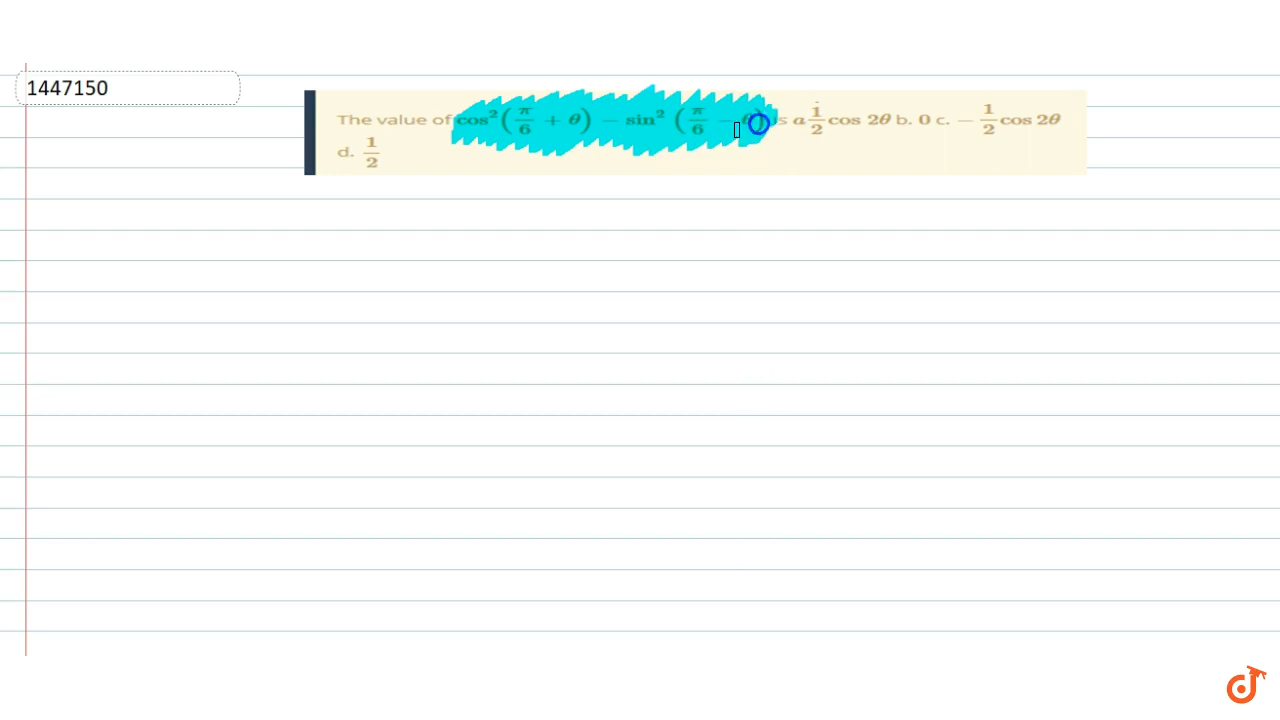 1447150
The value of cos²(π/6 + θ) − sin²(π/6 − θ) is a 1/2 cos 2θ b. 0 c. − 1/2 cos 2θ
d. 1/2